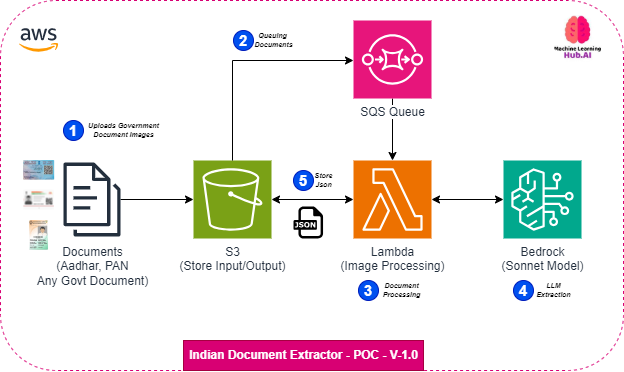 aws
Machine Learning
Hub.AI
2
Queuing
Documents
SQS Queue
1
Uploads Government
Document Images
5
Store
Json
JSON
Documents
(Aadhar, PAN
Any Govt Document)
S3
(Store Input/Output)
Lambda
(Image Processing)
Bedrock
(Sonnet Model)
3
Document
Processing
4
LLM
Extraction
Indian Document Extractor - POC - V-1.0